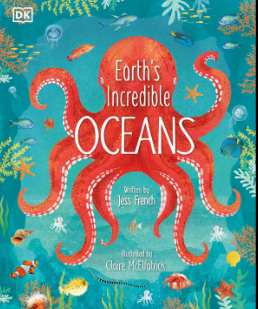 DK
Earth's
Incredible
OCEANS
Written by
Jess French
Illustrated by
Claire McElfatrick